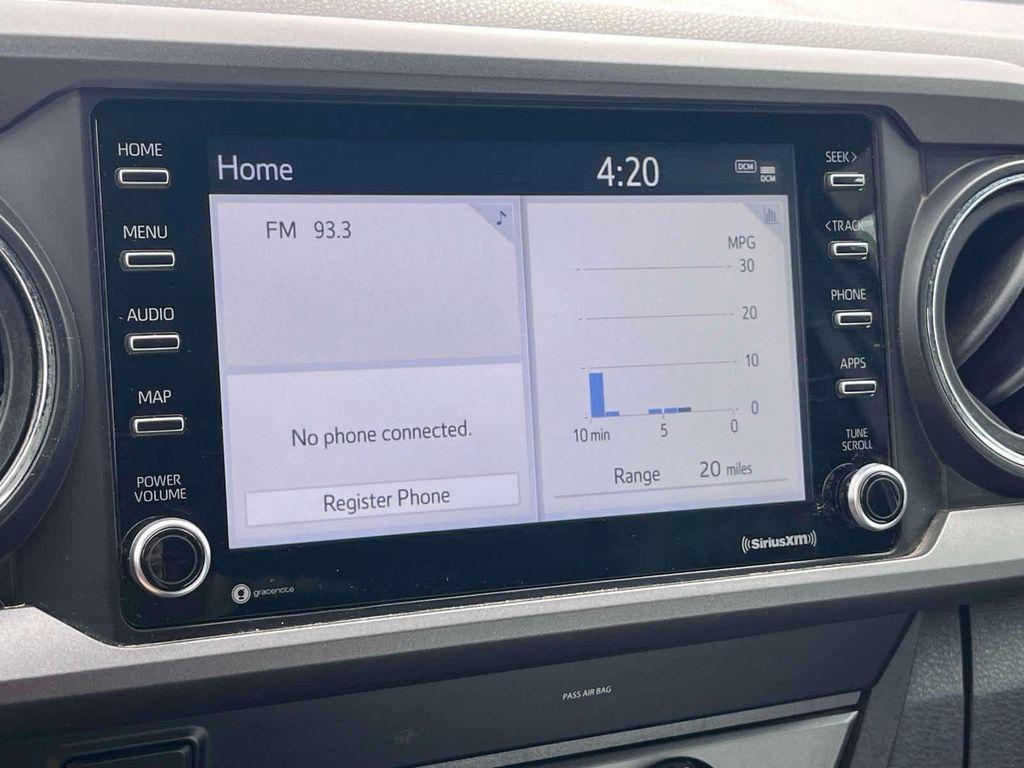 HOME
MENU
AUDIO
MAP
POWER
VOLUME
Home
4:20
DCM
DCM
FM 93.3
No phone connected.
Register Phone
MPG
30
20
10
0
10 min 5 0
Range 20 miles
SEEK>
<TRACK
PHONE
APPS
TUNE
SCROLL
gracenote
((SiriusXM))
PASS AIR BAG